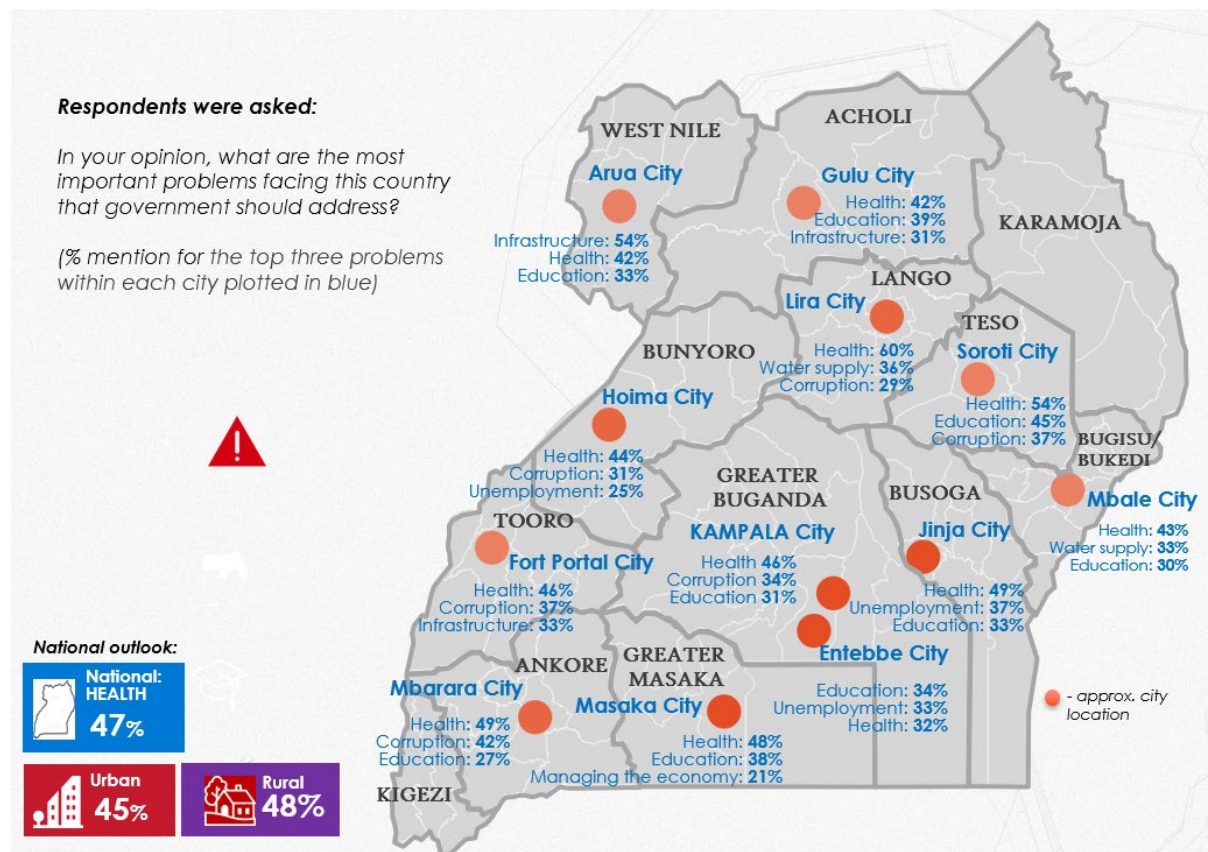 Respondents were asked:
In your opinion, what are the most
important problems facing this country
that government should address?
(% mention for the top three problems
within each city plotted in blue)
WEST NILE
Arua City
Infrastructure: 54%
Health: 42%
Education: 33%
ACHOLI
Gulu City
Health: 42%
Education: 39%
Infrastructure: 31%
KARAMOJA
LANGO
Lira City
Health: 60%
Water supply: 36%
Corruption: 29%
TESO
Soroti City
Health: 54%
Education: 45%
Corruption: 37%
BUNYORO
Hoima City
Health: 44%
Corruption: 31%
Unemployment: 25%
BUGISU/
BUKEDI
Mbale City
Health: 43%
Water supply: 33%
Education: 30%
GREATER
BUGANDA
KAMPALA City
Health 46%
Corruption 34%
Education 31%
BUSOGA
Jinja City
Health: 49%
Unemployment: 37%
Education: 33%
TOORO
Fort Portal City
Health: 46%
Corruption: 37%
Infrastructure: 33%
Entebbe City
Education: 34%
Unemployment: 33%
Health: 32%
ANKORE
Mbarara City
Health: 49%
Corruption: 42%
Education: 27%
GREATER
MASAKA
Masaka City
Health: 48%
Education: 38%
Managing the economy: 21%
KIGEZI
- approx. city
location
National outlook:
National:
HEALTH
47%
Urban
45%
Rural
48%